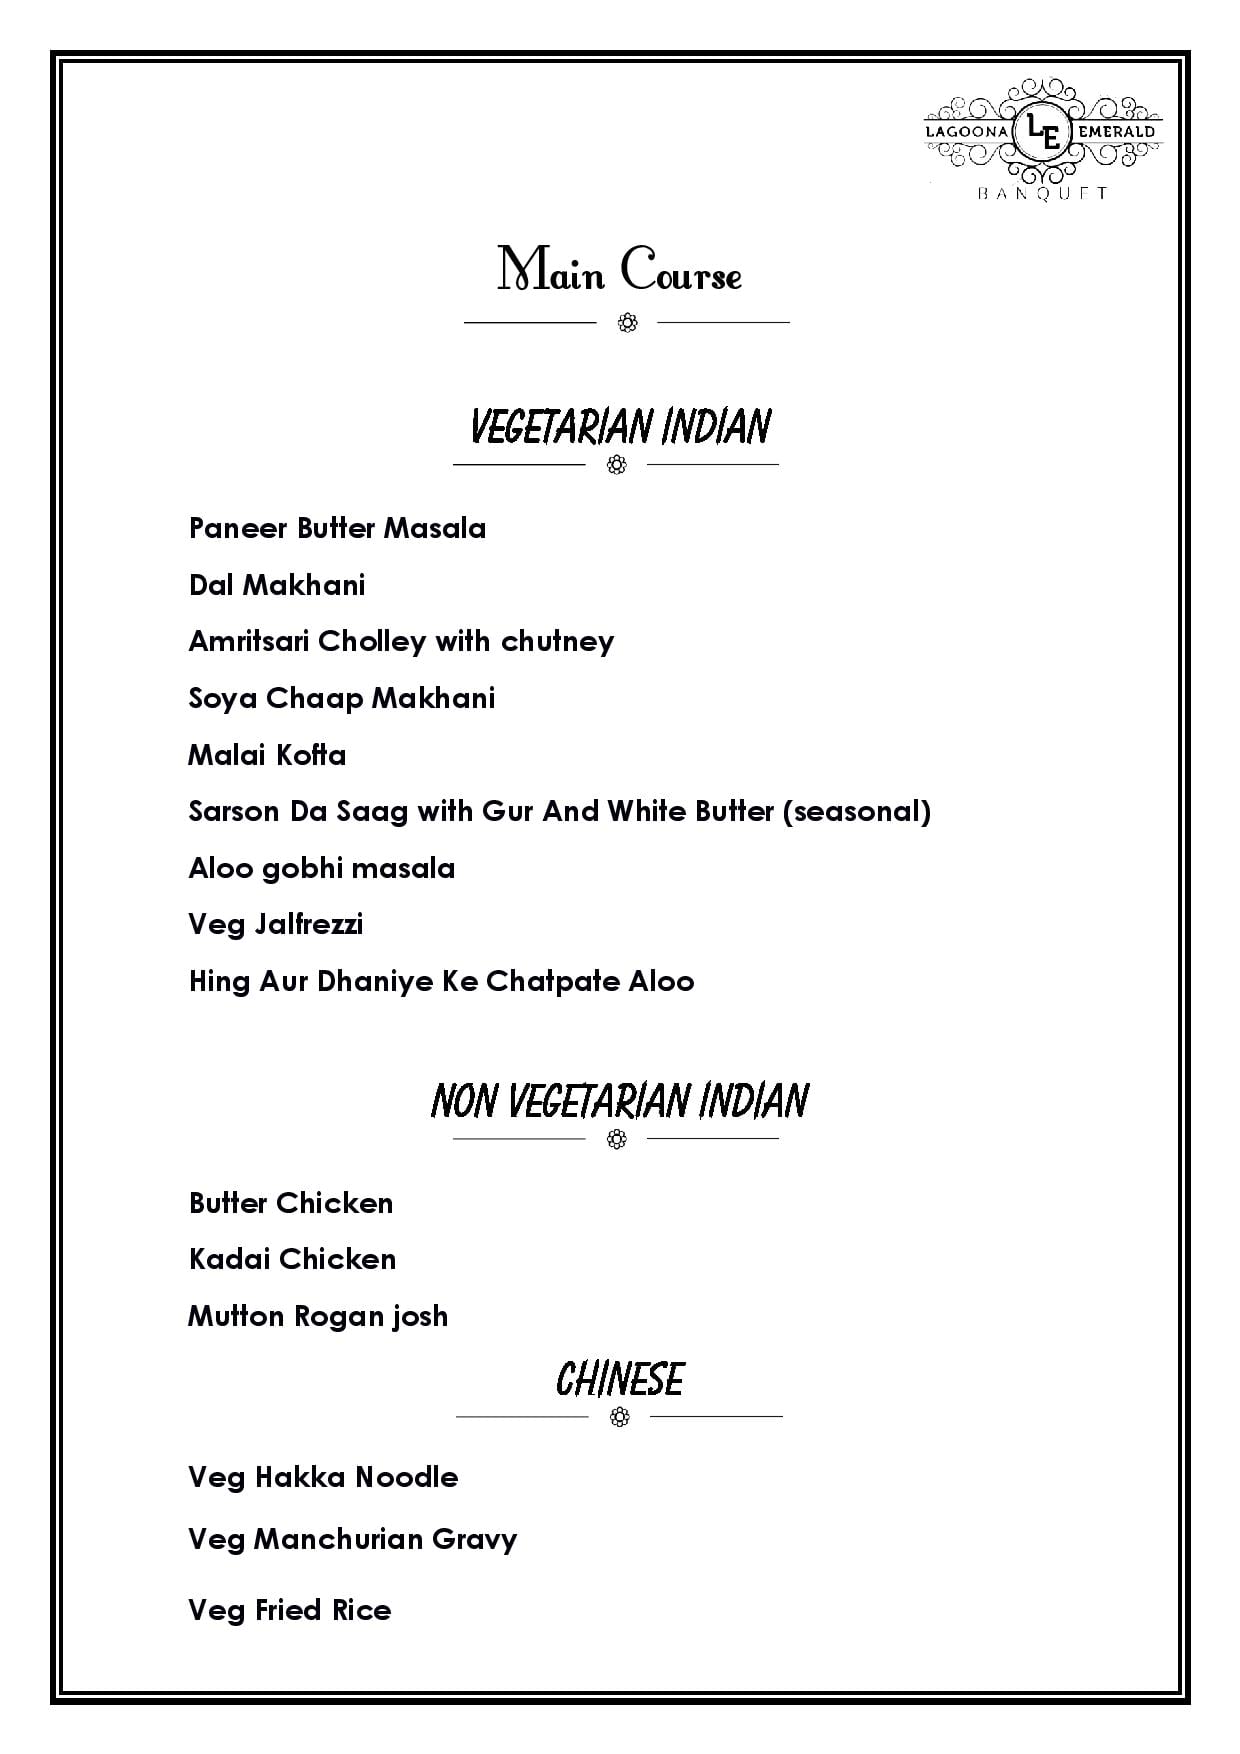 LAGOONA LE EMERALD
BANQUET
Main Course
VEGETARIAN INDIAN
Paneer Butter Masala
Dal Makhani
Amritsari Cholley with chutney
Soya Chaap Makhani
Malai Kofta
Sarson Da Saag with Gur And White Butter (seasonal)
Aloo gobhi masala
Veg Jalfrezzi
Hing Aur Dhaniye Ke Chatpate Aloo
NON VEGETARIAN INDIAN
Butter Chicken
Kadai Chicken
Mutton Rogan josh
CHINESE
Veg Hakka Noodle
Veg Manchurian Gravy
Veg Fried Rice